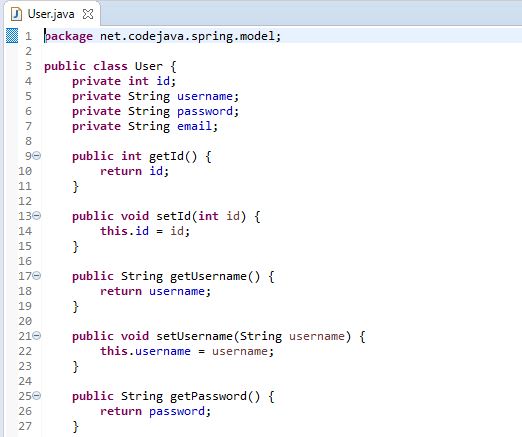 User.java
1 package net.codejava.spring.model;
2
3 public class User {
4     private int id;
5     private String username;
6     private String password;
7     private String email;
8
9     public int getId() {
10         return id;
11     }
12
13     public void setId(int id) {
14         this.id = id;
15     }
16
17     public String getUsername() {
18         return username;
19     }
20
21     public void setUsername(String username) {
22         this.username = username;
23     }
24
25     public String getPassword() {
26         return password;
27     }